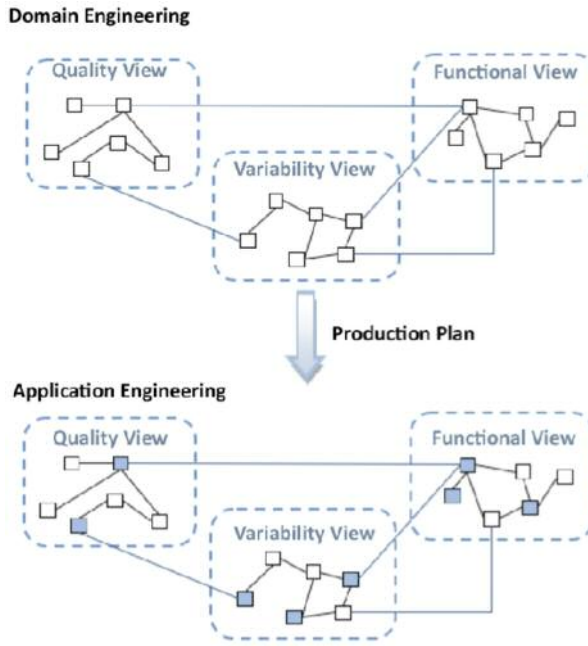 Domain Engineering
Quality View
Functional View
Variability View
Production Plan
Application Engineering
Quality View
Functional View
Variability View